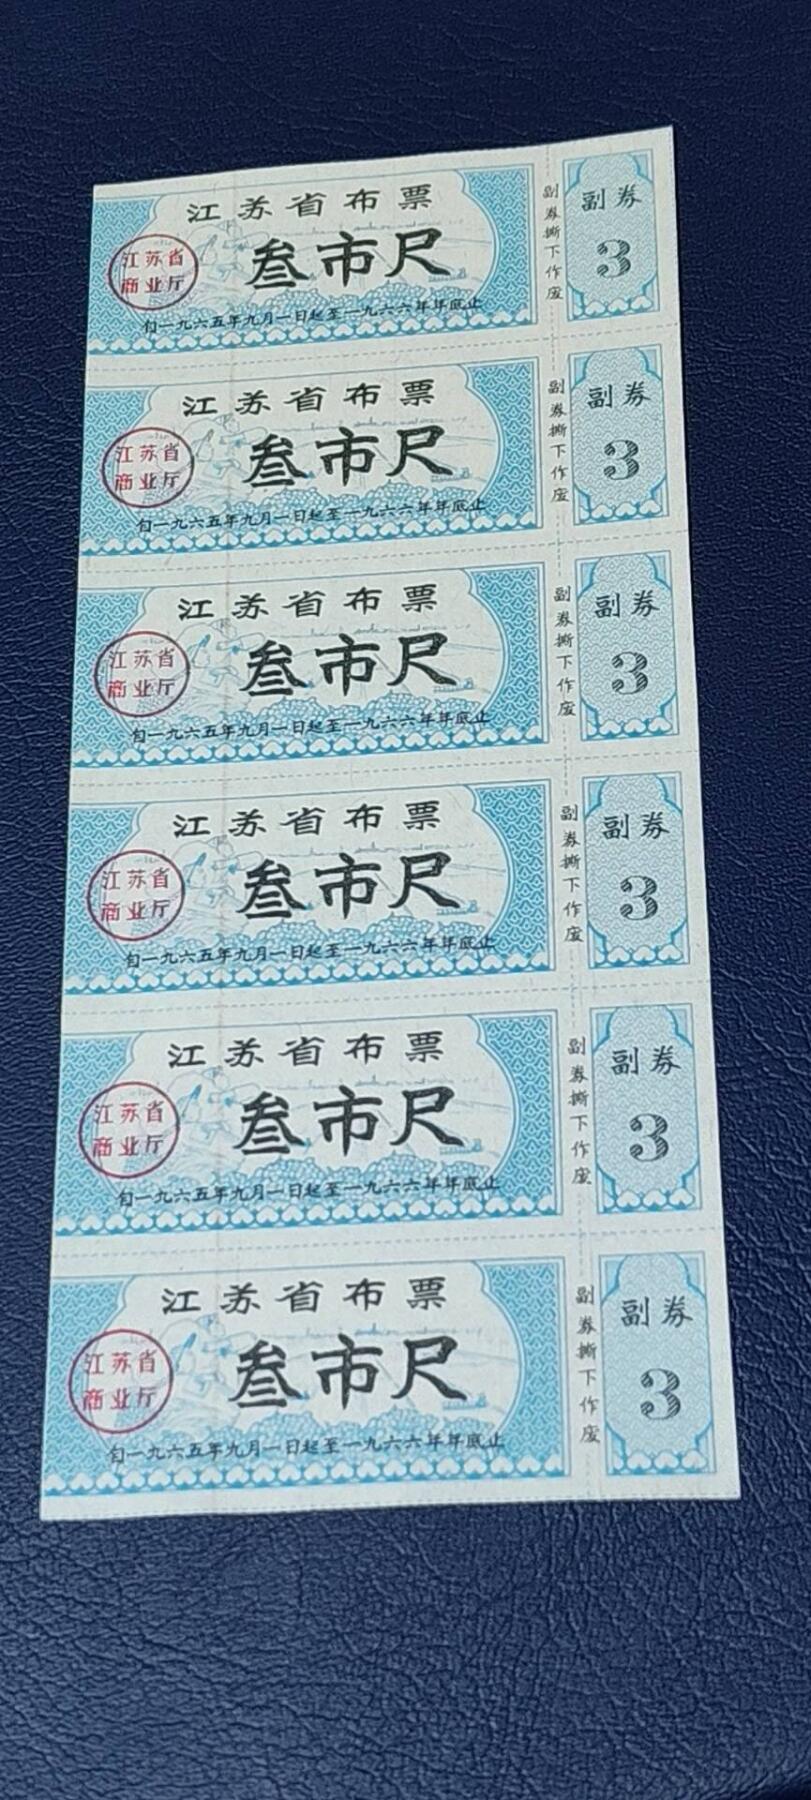 江苏省布票
叁市尺
江苏省
商业厅
自一九六五年九月一日起至一九六六年年底止
副券撕下作废
副券
3
江苏省布票
叁市尺
江苏省
商业厅
自一九六五年九月一日起至一九六六年年底止
副券撕下作废
副券
3
江苏省布票
叁市尺
江苏省
商业厅
自一九六五年九月一日起至一九六六年年底止
副券撕下作废
副券
3
江苏省布票
叁市尺
江苏省
商业厅
自一九六五年九月一日起至一九六六年年底止
副券撕下作废
副券
3
江苏省布票
叁市尺
江苏省
商业厅
自一九六五年九月一日起至一九六六年年底止
副券撕下作废
副券
3
江苏省布票
叁市尺
江苏省
商业厅
自一九六五年九月一日起至一九六六年年底止
副券撕下作废
副券
3